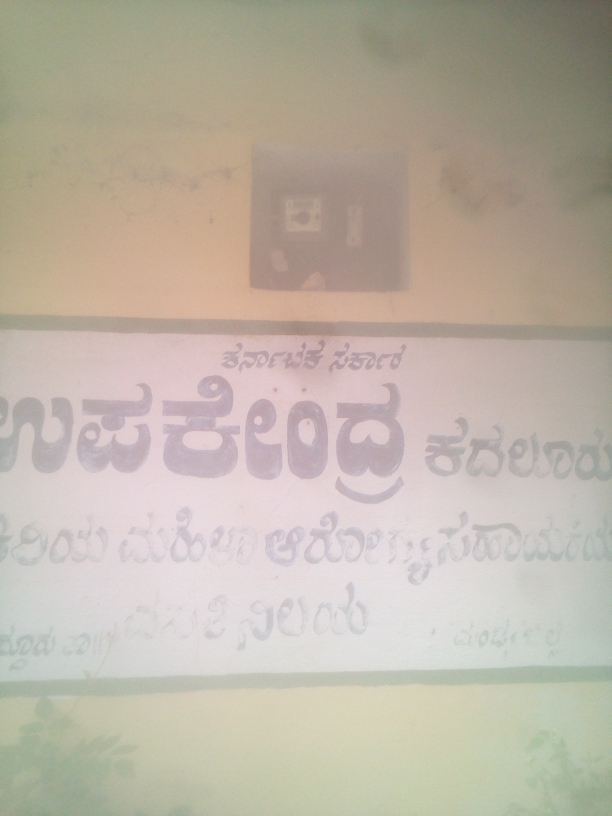 ಕರ್ನಾಟಕ ಸರ್ಕಾರ
ಉಪಕೇಂದ್ರ ಕದಲೂರು
ಕಿರಿಯ ಮಹಿಳಾ ಆರೋಗ್ಯ ಸಹಾಯಕಿಯ
ವಸತಿ ನಿಲಯ